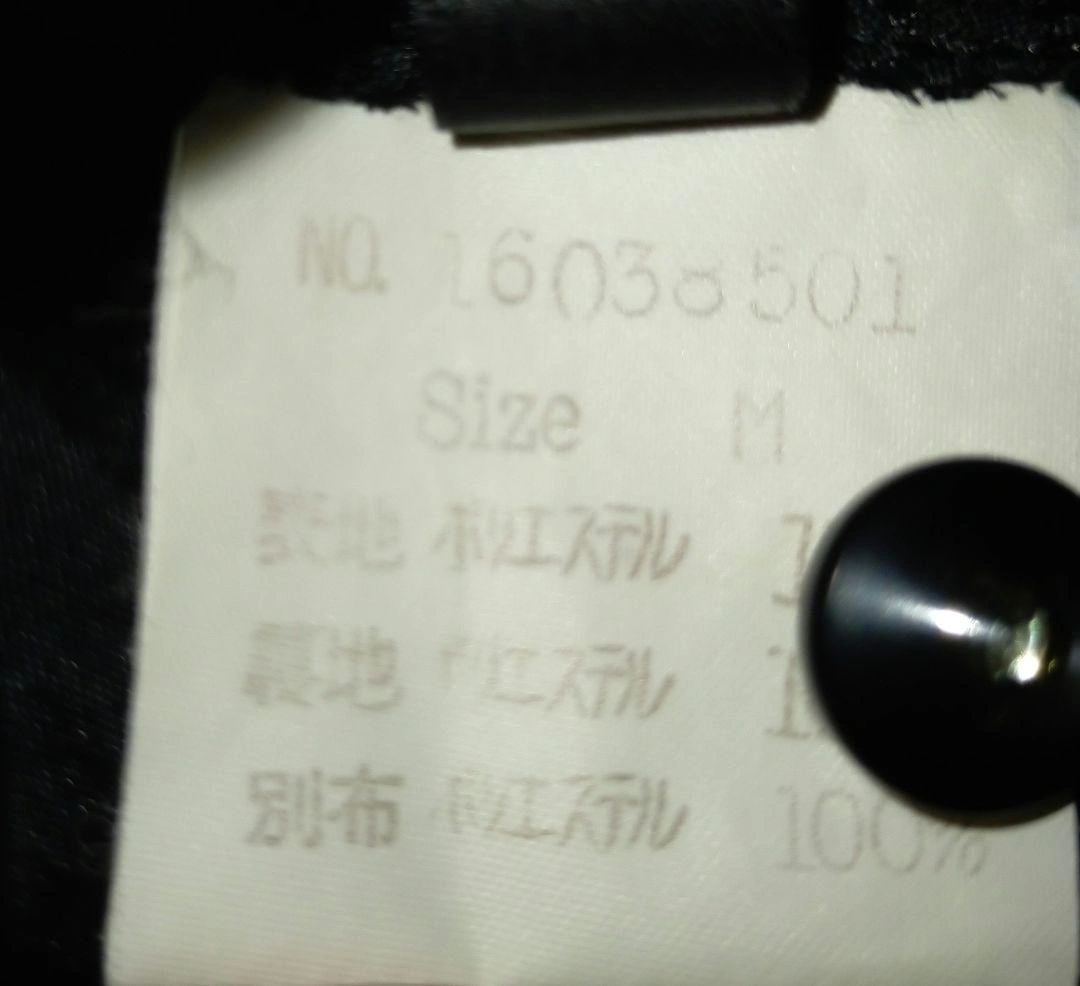 NO. 16038501
Size M
表地 ポリエステル
裏地 ポリエステル
別布 ポリエステル 100%